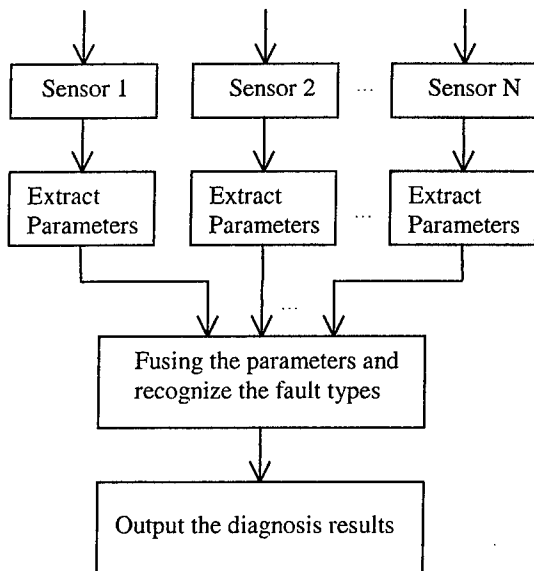 Sensor 1
Sensor 2
...
Sensor N
Extract
Parameters
Extract
Parameters
...
Extract
Parameters
...
Fusing the parameters and
recognize the fault types
Output the diagnosis results